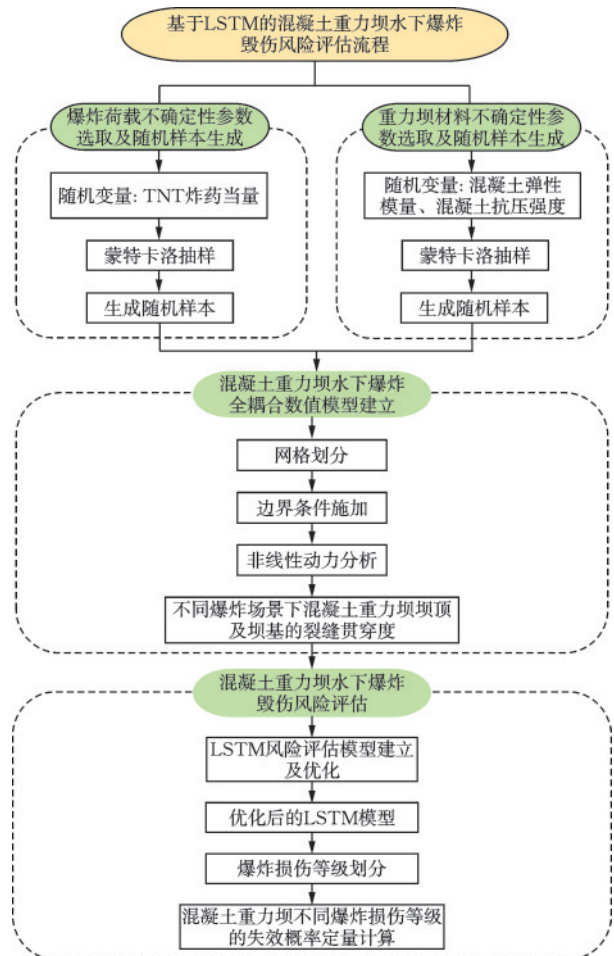 基于LSTM的混凝土重力坝水下爆炸
毁伤风险评估流程
爆炸荷载不确定性参数
选取及随机样本生成
随机变量: TNT炸药当量
蒙特卡洛抽样
生成随机样本
重力坝材料不确定性参
数选取及随机样本生成
随机变量: 混凝土弹性
模量、混凝土抗压强度
蒙特卡洛抽样
生成随机样本
混凝土重力坝水下爆炸
全耦合数值模型建立
网格划分
边界条件施加
非线性动力分析
不同爆炸场景下混凝土重力坝坝顶
及坝基的裂缝贯穿度
混凝土重力坝水下爆炸
毁伤风险评估
LSTM风险评估模型建立
及优化
优化后的LSTM模型
爆炸损伤等级划分
混凝土重力坝不同爆炸损伤等级
的失效概率定量计算